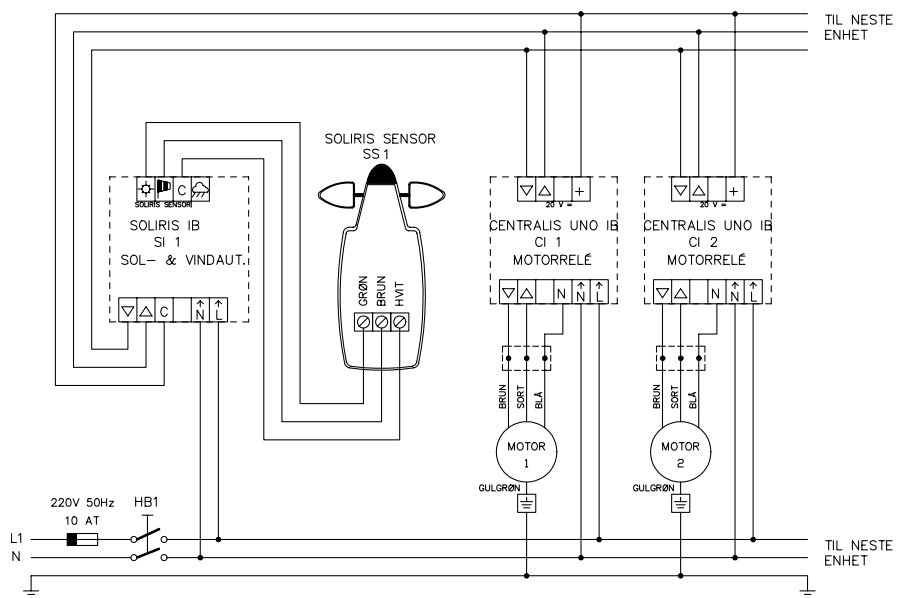 TIL NESTE
ENHET
SOLIRIS SENSOR
SS 1
C
SOLIRIS SENSOR
SOLIRIS IB
SI 1
SOL- & VINDAUT.
C N L
GRØN
BRUN
HVIT
+
20 V =
CENTRALIS UNO IB
CI 1
MOTORRELÉ
N N L
BRUN
SORT
BLÅ
MOTOR
1
GULGRØN
+
20 V =
CENTRALIS UNO IB
CI 2
MOTORRELÉ
N N L
BRUN
SORT
BLÅ
MOTOR
2
GULGRØN
220V 50Hz
10 AT
HB1
L1
N
TIL NESTE
ENHET